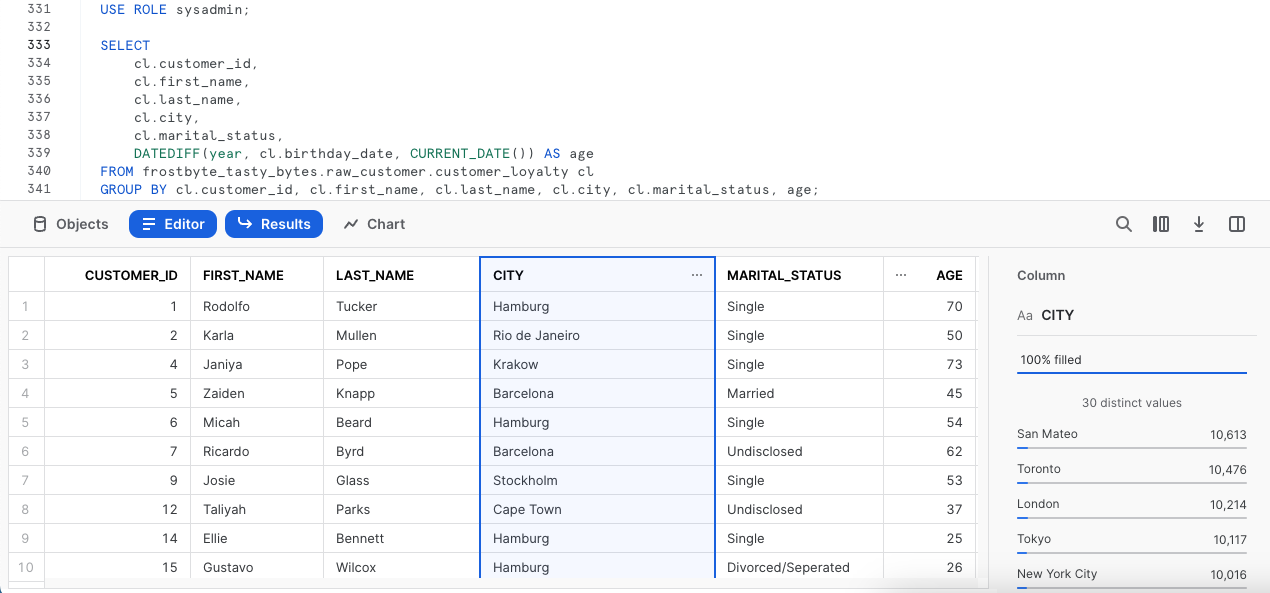 331 USE ROLE sysadmin;
332
333 SELECT
334 cl.customer_id,
335 cl.first_name,
336 cl.last_name,
337 cl.city,
338 cl.marital_status,
339 DATEDIFF(year, cl.birthday_date, CURRENT_DATE()) AS age
340 FROM frostbyte_tasty_bytes.raw_customer.customer_loyalty cl
341 GROUP BY cl.customer_id, cl.first_name, cl.last_name, cl.city, cl.marital_status, age;
Objects Editor Results Chart
CUSTOMER_ID FIRST_NAME LAST_NAME CITY ... MARITAL_STATUS ... AGE
1 1 Rodolfo Tucker Hamburg Single 70
2 2 Karla Mullen Rio de Janeiro Single 50
3 4 Janiya Pope Krakow Single 73
4 5 Zaiden Knapp Barcelona Married 45
5 6 Micah Beard Hamburg Single 54
6 7 Ricardo Byrd Barcelona Undisclosed 62
7 9 Josie Glass Stockholm Single 53
8 12 Taliyah Parks Cape Town Undisclosed 37
9 14 Ellie Bennett Hamburg Single 25
10 15 Gustavo Wilcox Hamburg Divorced/Seperated 26
Column
Aa CITY
100% filled
30 distinct values
San Mateo 10,613
Toronto 10,476
London 10,214
Tokyo 10,117
New York City 10,016